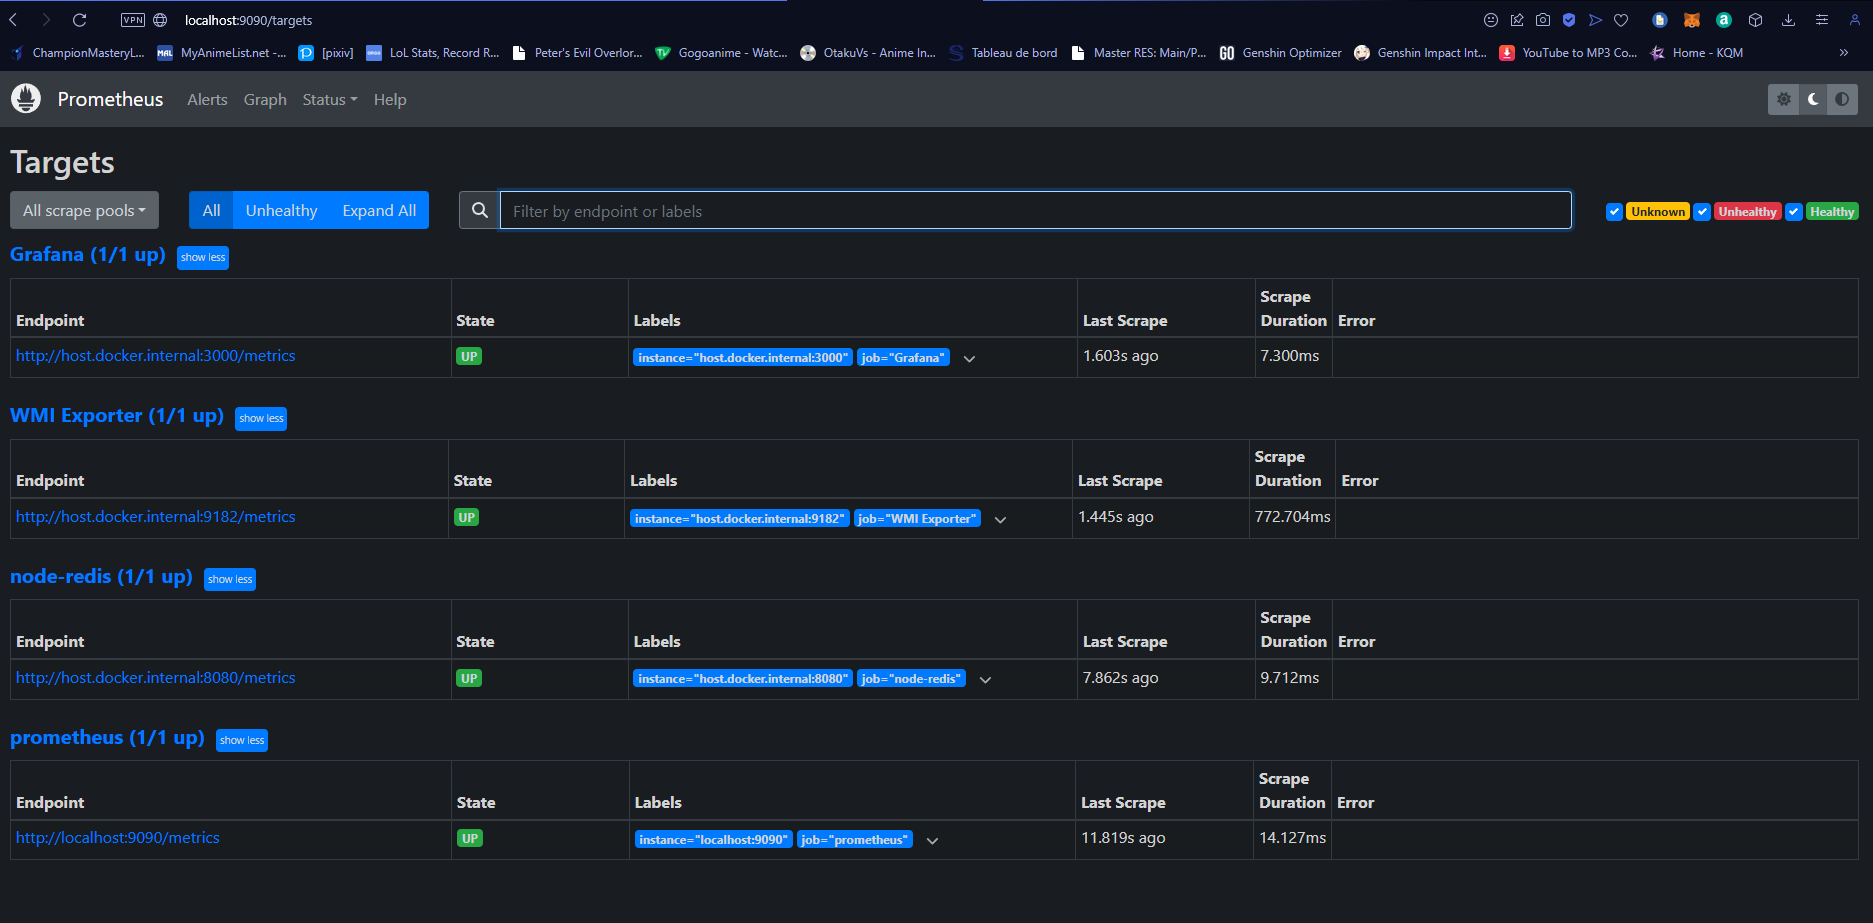 VPN localhost:9090/targets
ChampionMasteryL... MAL MyAnimeList.net -... [pixiv] LoL Stats, Record R... Peter's Evil Overlor... Gogoanime - Watc... OtakuVs - Anime In... Tableau de bord Master RES: Main/P... GO Genshin Optimizer Genshin Impact Int... YouTube to MP3 Co... Home - KQM »
Prometheus Alerts Graph Status Help
Targets
All scrape pools All Unhealthy Expand All Filter by endpoint or labels Unknown Unhealthy Healthy
Grafana (1/1 up) show less
Endpoint State Labels Last Scrape Scrape Duration Error
http://host.docker.internal:3000/metrics UP instance="host.docker.internal:3000" job="Grafana" 1.603s ago 7.300ms
WMI Exporter (1/1 up) show less
Endpoint State Labels Last Scrape Scrape Duration Error
http://host.docker.internal:9182/metrics UP instance="host.docker.internal:9182" job="WMI Exporter" 1.445s ago 772.704ms
node-redis (1/1 up) show less
Endpoint State Labels Last Scrape Scrape Duration Error
http://host.docker.internal:8080/metrics UP instance="host.docker.internal:8080" job="node-redis" 7.862s ago 9.712ms
prometheus (1/1 up) show less
Endpoint State Labels Last Scrape Scrape Duration Error
http://localhost:9090/metrics UP instance="localhost:9090" job="prometheus" 11.819s ago 14.127ms